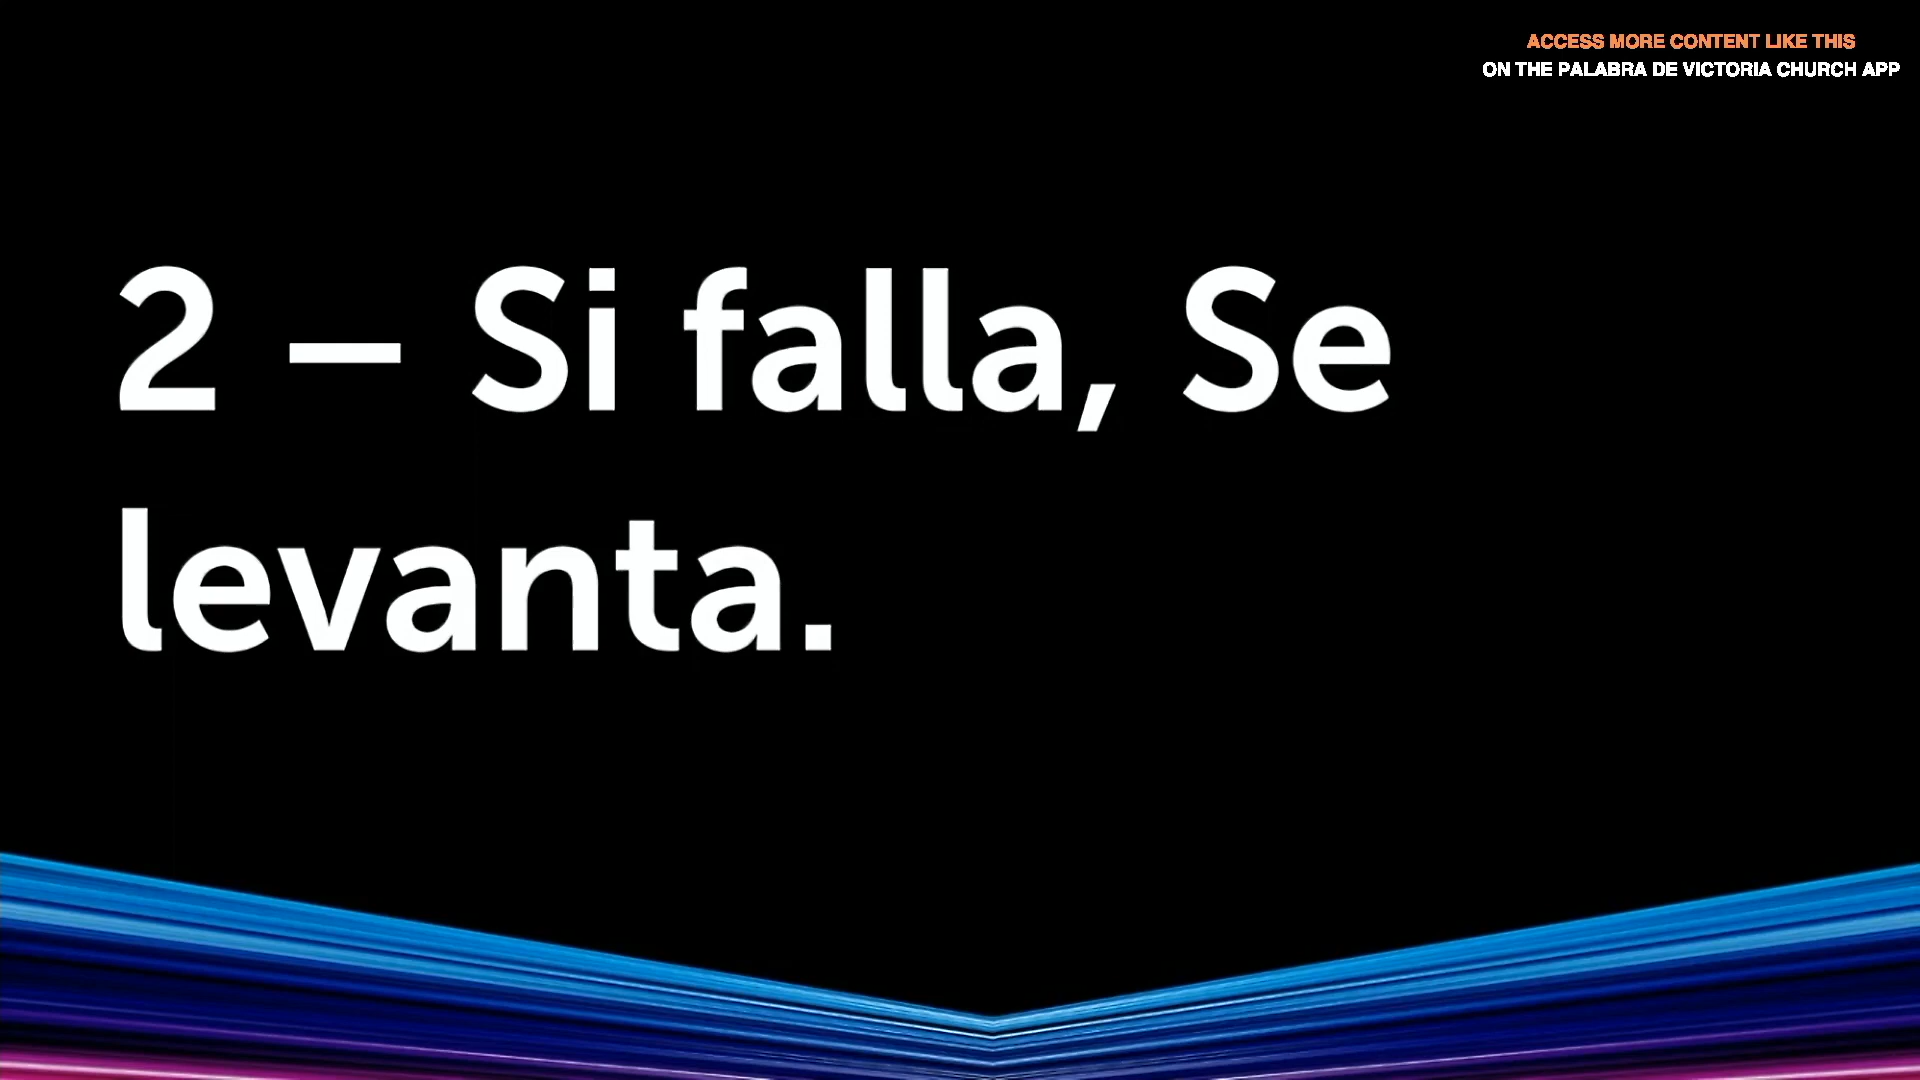 ACCESS MORE CONTENT LIKE THIS
ON THE PALABRA DE VICTORIA CHURCH APP
2 – Si falla, Se
levanta.